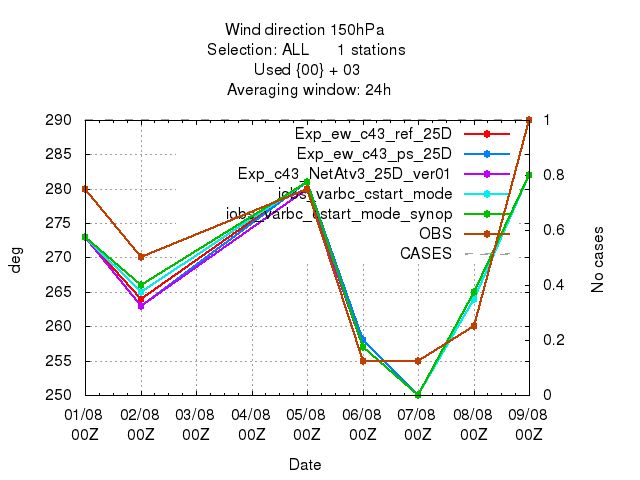 Wind direction 150hPa
Selection: ALL 1 stations
Used {00} + 03
Averaging window: 24h
290 1
Exp_ew_c43_ref_25D
285
Exp_ew_c43_ps_25D
Exp_c43_NetAtv3_25D_ver01
280 0.8
jobs_varbc_cstart_mode
275
jobs_varbc_cstart_mode_synop
OBS
0.6
270
CASES
265 0.4
260 0.2
255
250 0
deg
No cases
01/08 02/08 03/08 04/08 05/08 06/08 07/08 08/08 09/08
00Z 00Z 00Z 00Z 00Z 00Z 00Z 00Z 00Z
Date